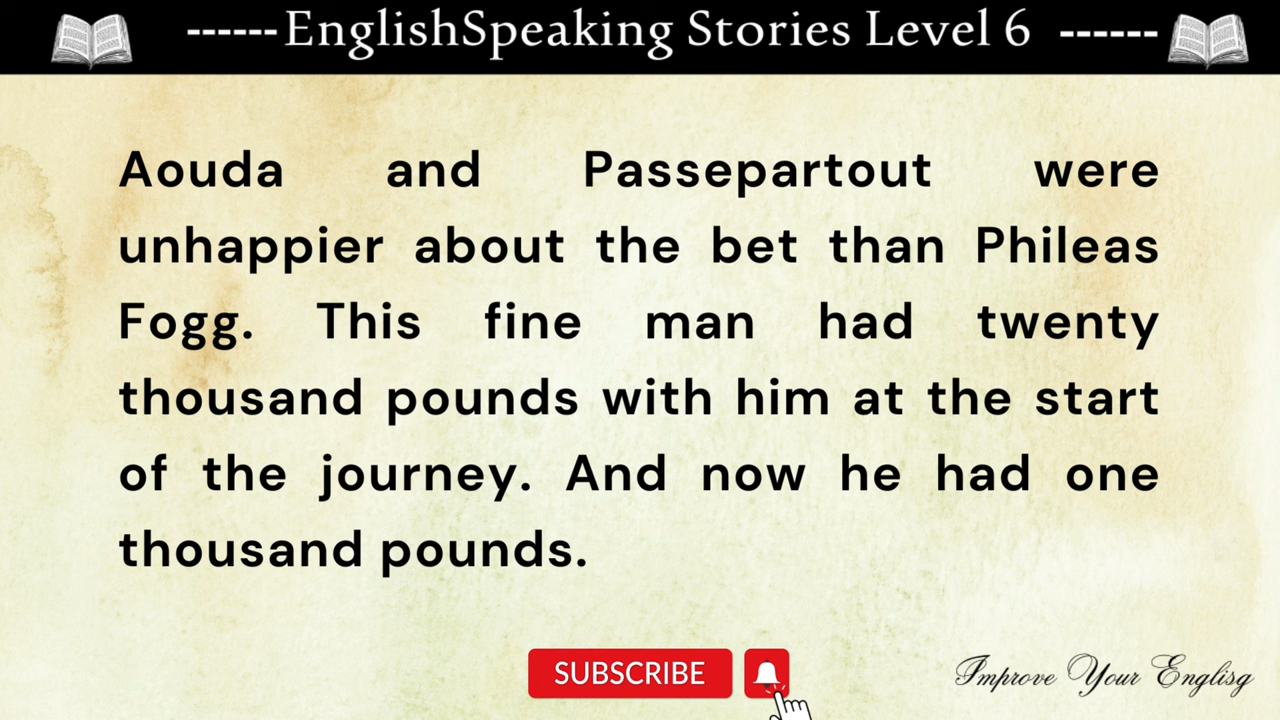 ------EnglishSpeaking Stories Level 6 ------
Aouda and Passepartout were
unhappier about the bet than Phileas
Fogg. This fine man had twenty
thousand pounds with him at the start
of the journey. And now he had one
thousand pounds.
SUBSCRIBE
Improve Your Englisg